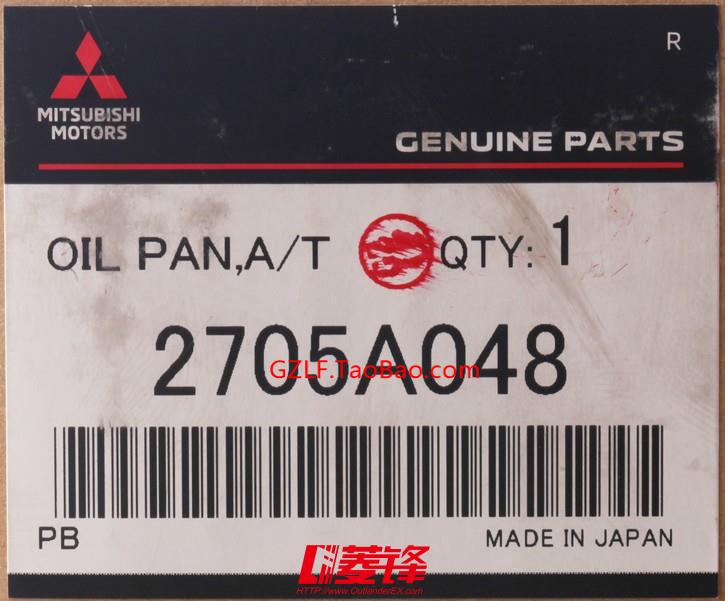 R
MITSUBISHI
MOTORS
GENUINE PARTS
OIL PAN,A/T QTY: 1
2705A048
GZLF.TaoBao.com
PB
MADE IN JAPAN
菱锋
HTTP://www.OutlanderEX.com